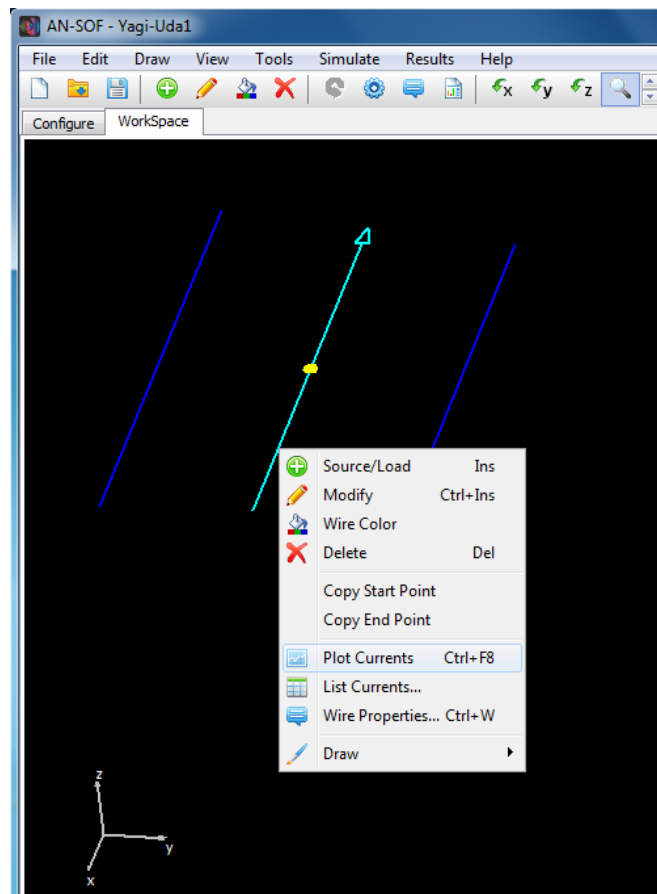 AN-SOF - Yagi-Uda1
File Edit Draw View Tools Simulate Results Help
x y z
Configure WorkSpace
Source/Load Ins
Modify Ctrl+Ins
Wire Color
Delete Del
Copy Start Point
Copy End Point
Plot Currents Ctrl+F8
List Currents...
Wire Properties... Ctrl+W
Draw
z
y
x